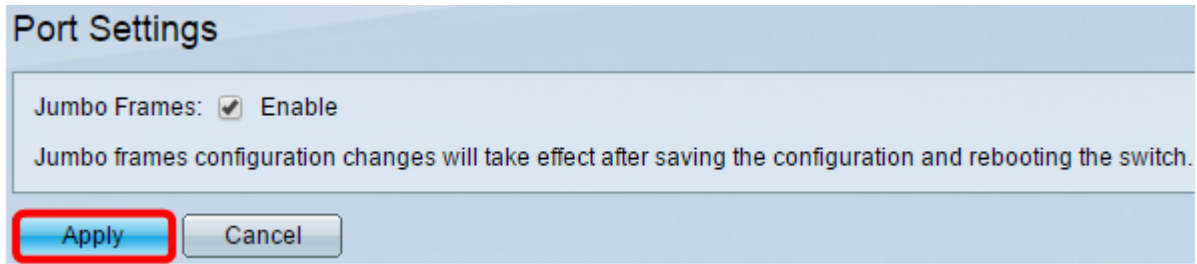 Port Settings
Jumbo Frames: Enable
Jumbo frames configuration changes will take effect after saving the configuration and rebooting the switch.
Apply Cancel